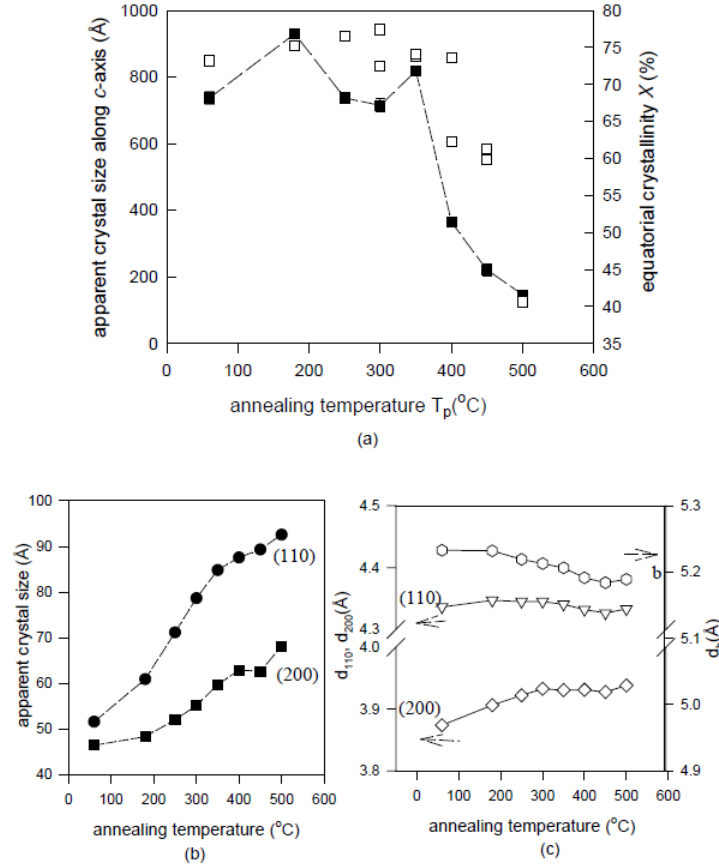 apparent crystal size along c-axis (Å)
1000
800
600
400
200
0
80
75
70
65
60
55
50
45
40
35
equatorial crystallinity X (%)
0 100 200 300 400 500 600
annealing temperature Tp(°C)
(a)
apparent crystal size (Å)
100
90
80
70
60
50
40
(110)
(200)
0 100 200 300 400 500 600
annealing temperature (°C)
(b)
d110, d200(Å)
4.5
4.4
4.3
4.0
3.9
3.8
(110)
(200)
b
5.3
5.2
5.1
5.0
4.9
0 100 200 300 400 500 600
annealing temperature (°C)
(c)